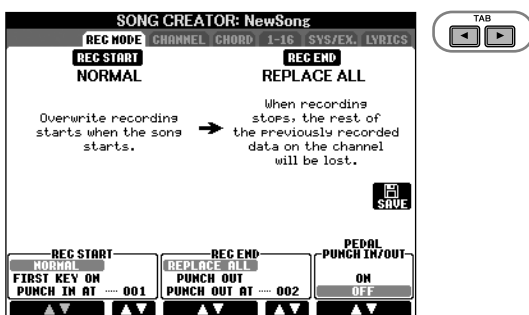 SONG CREATOR: NewSong
REC MODE CHANNEL CHORD 1-16 SYS/EX. LYRICS
TAB
REC START
NORMAL
Overwrite recording
starts when the song
starts.
REC END
REPLACE ALL
When recording
stops, the rest of
the previously recorded
data on the channel
will be lost.
SAVE
REC START
NORMAL
FIRST KEY ON
PUNCH IN AT ···· 001
REC END
REPLACE ALL
PUNCH OUT
PUNCH OUT AT ···· 002
PEDAL
PUNCH IN/OUT
ON
OFF